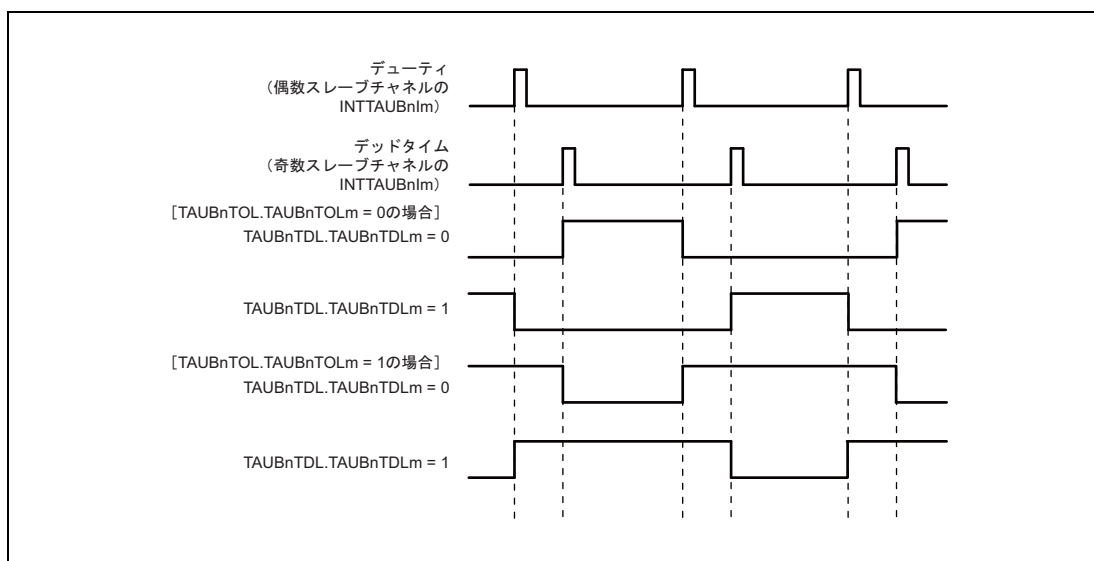 デューティ
（偶数スレーブチャネルの
INTTAUBnIm）
デッドタイム
（奇数スレーブチャネルの
INTTAUBnIm）
［TAUBnTOL.TAUBnTOLm = 0の場合］
TAUBnTDL.TAUBnTDLm = 0
TAUBnTDL.TAUBnTDLm = 1
［TAUBnTOL.TAUBnTOLm = 1の場合］
TAUBnTDL.TAUBnTDLm = 0
TAUBnTDL.TAUBnTDLm = 1